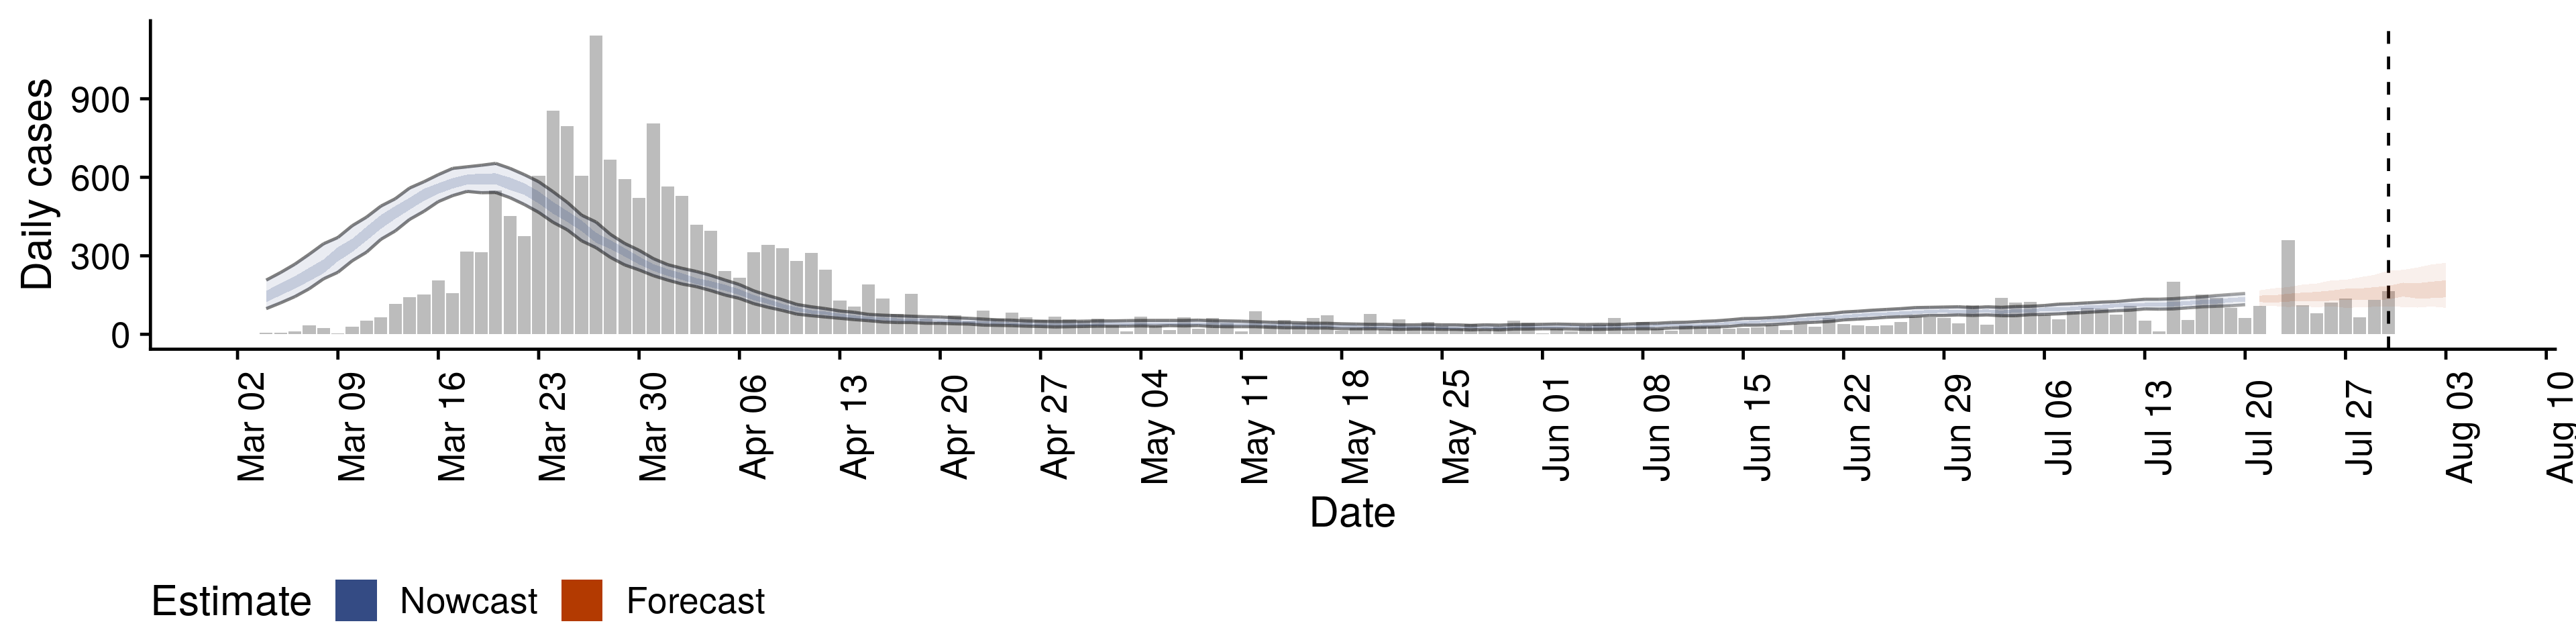 Daily cases
900
600
300
0
Mar 02
Mar 09
Mar 16
Mar 23
Mar 30
Apr 06
Apr 13
Apr 20
Apr 27
May 04
May 11
May 18
May 25
Jun 01
Jun 08
Jun 15
Jun 22
Jun 29
Jul 06
Jul 13
Jul 20
Jul 27
Aug 03
Aug 10
Date
Estimate Nowcast Forecast